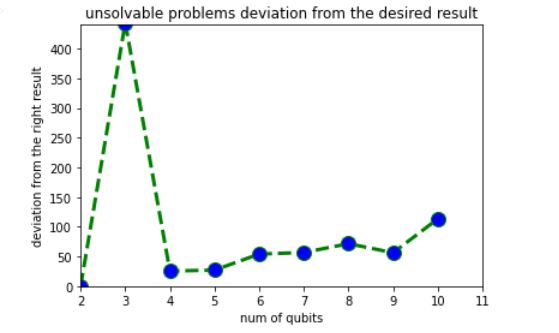 unsolvable problems deviation from the desired result
deviation from the right result
400
350
300
250
200
150
100
50
0
2 3 4 5 6 7 8 9 10 11
num of qubits